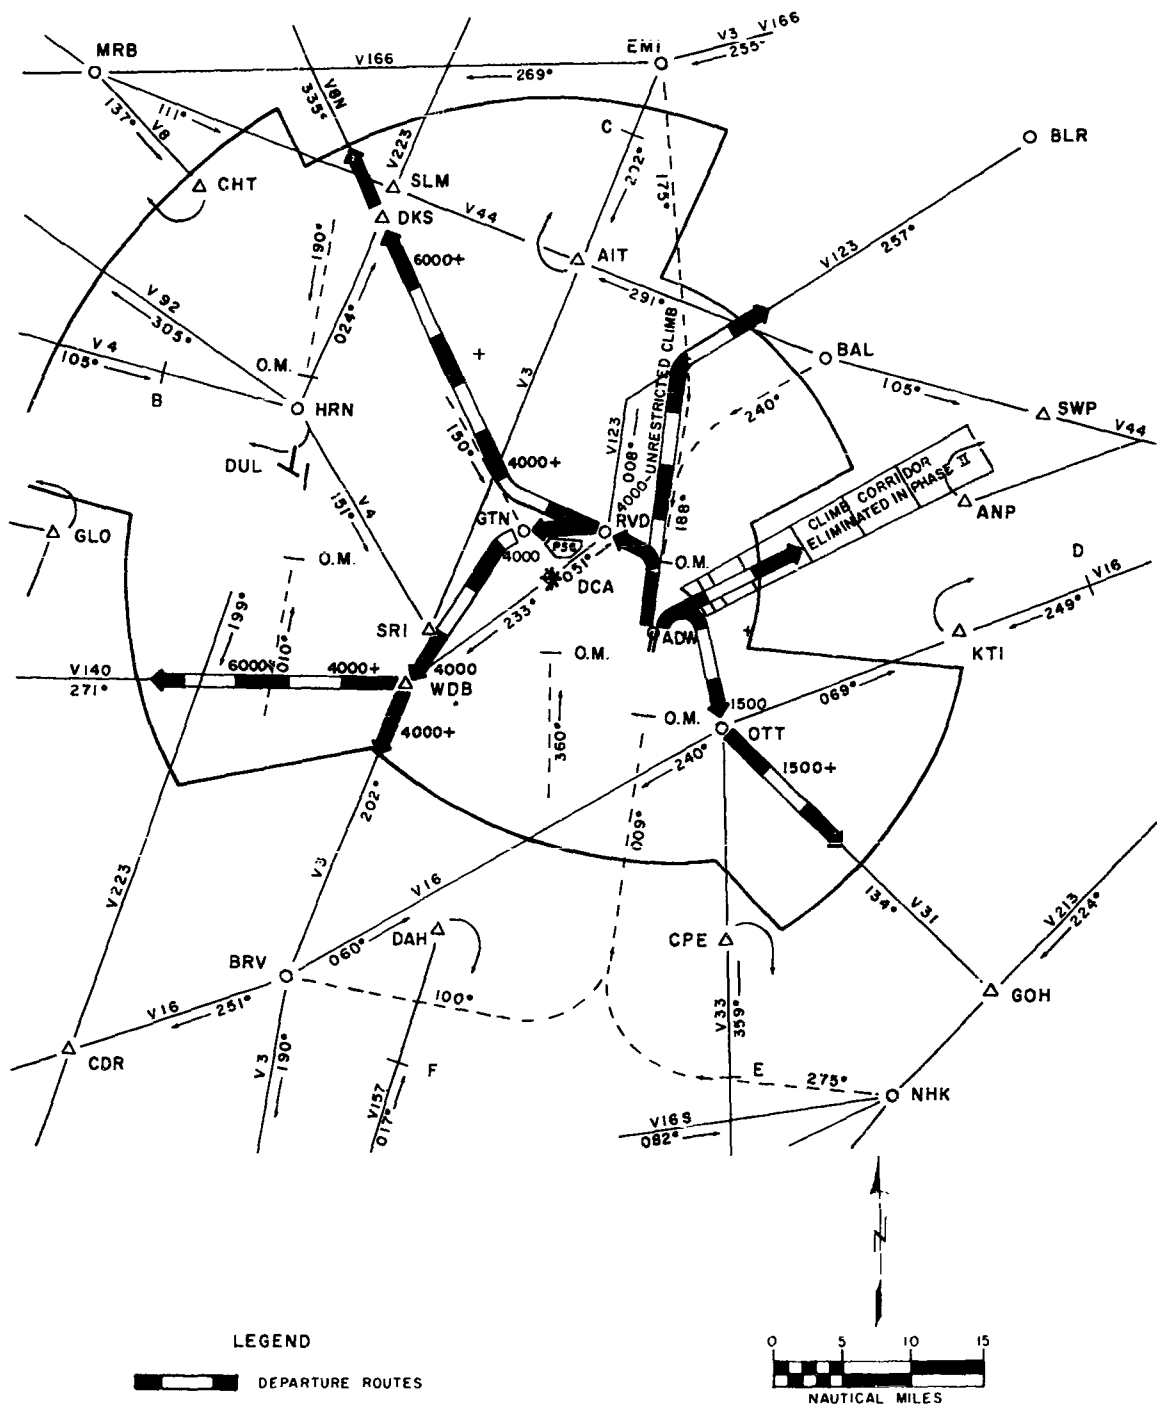 MRB
EMI
V3
V166
255°
V166
269°
V8N
335°
BLR
111°
V8
137°
C
V223
202°
175°
CHT
SLM
V44
DKS
190°
6000+
AIT
V123
257°
V92
305°
024°
291°
V4
105°
B
O.M.
HRN
V3
BAL
105°
SWP
V44
240°
UNRESTRICTED CLIMB
V123
008°
4000
188°
150°
4000+
DUL
V4
151°
GTN
4000
RVD
CLIMB CORRIDOR
ELIMINATED IN PHASE II
ANP
GLO
O.M.
O.M.
051°
DCA
D
V16
249°
199°
SRI
233°
ADW
KTI
V140
271°
6000+
010°
4000+
4000
WDB
O.M.
069°
4000+
360°
O.M.
1500
OTT
240°
1500+
202°
009°
V3
V223
V16
060°
DAH
134°
V31
V213
224°
CPE
BRV
100°
V33
359°
GOH
V16
251°
CDR
V3
190°
F
E
275°
NHK
V157
017°
V16S
082°
N
LEGEND
DEPARTURE ROUTES
0 5 10 15
NAUTICAL MILES